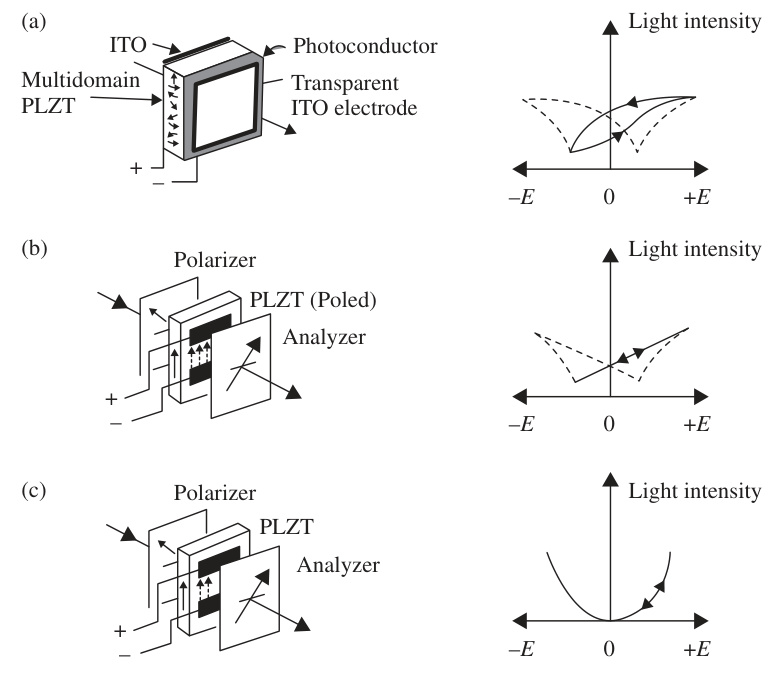 (a)
Light intensity
ITO
Photoconductor
Multidomain
PLZT
Transparent
ITO electrode
+
–
–E
0
+E
(b)
Light intensity
Polarizer
PLZT (Poled)
Analyzer
+
–
–E
0
+E
(c)
Light intensity
Polarizer
PLZT
Analyzer
+
–
–E
0
+E